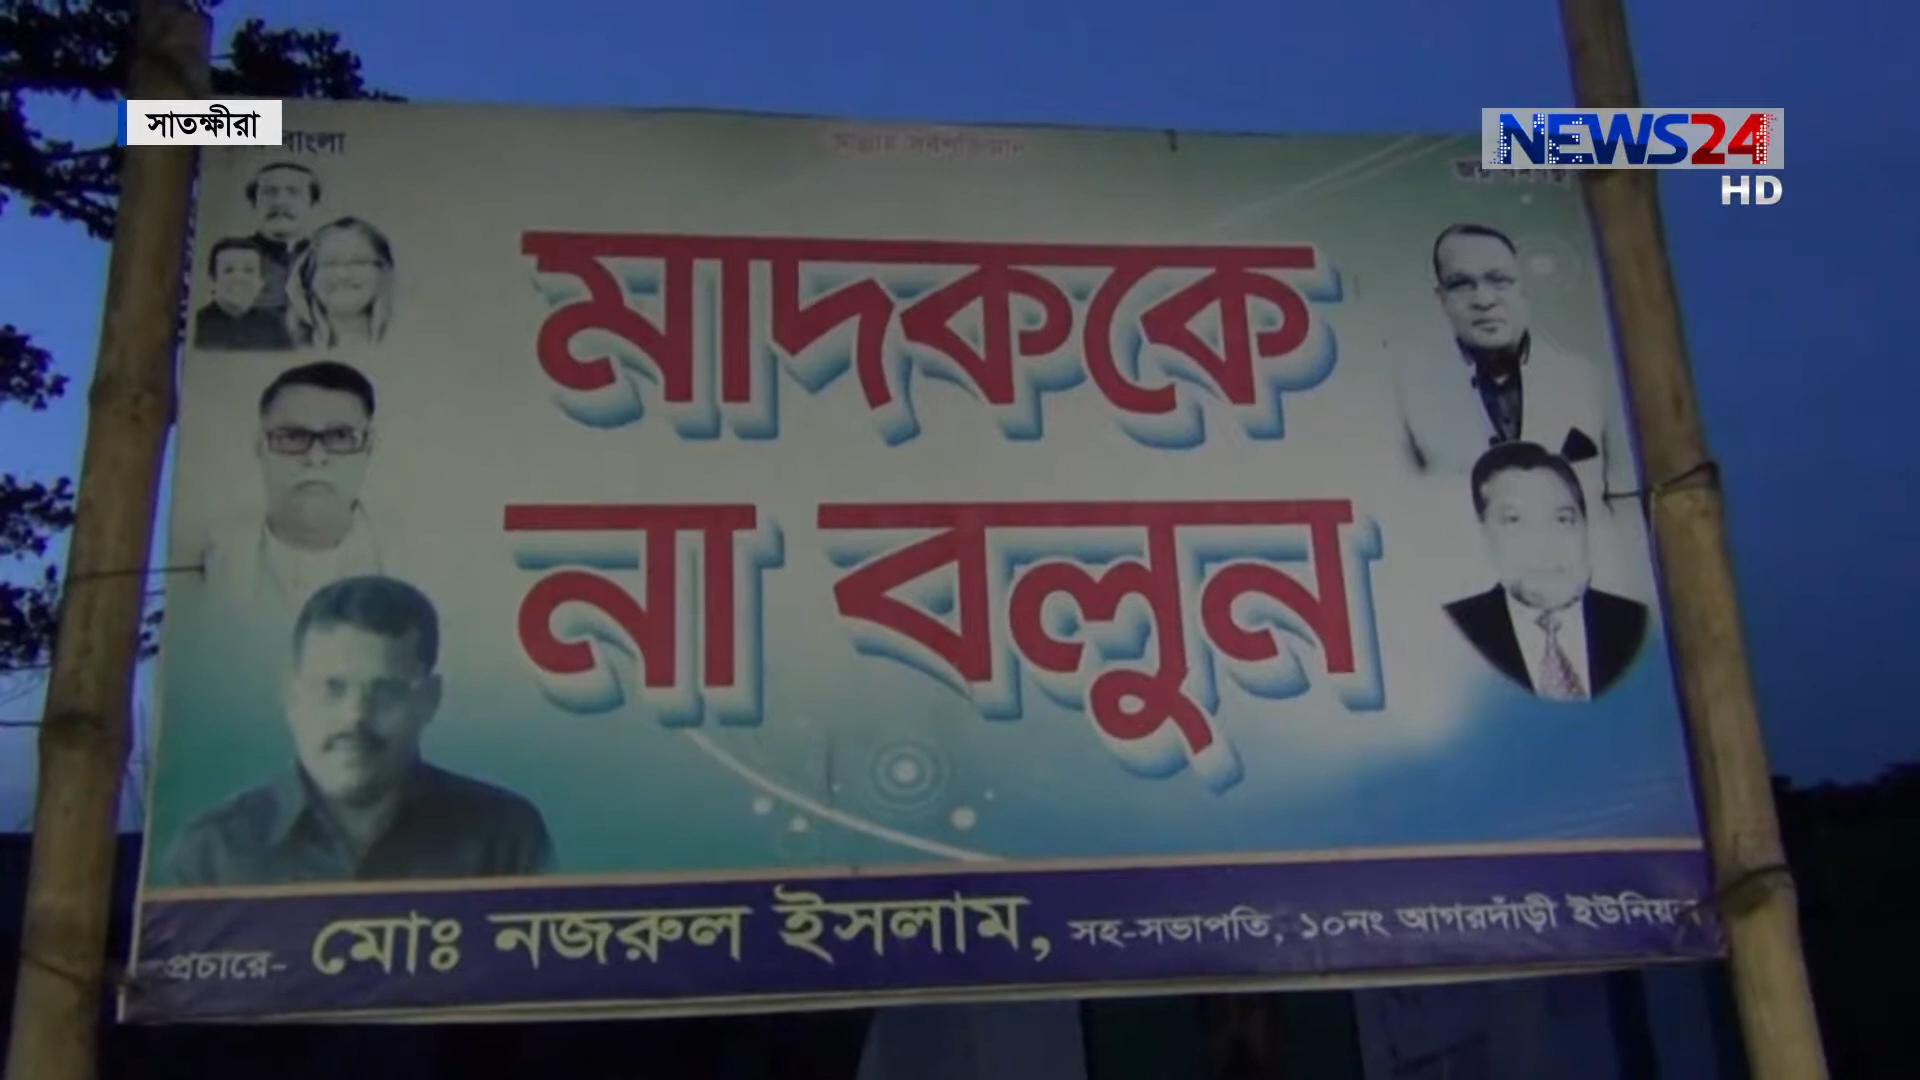 সাতক্ষীরা
NEWS24
HD
বাংলা
মাদককে
না বলুন
প্রচারে- মোঃ নজরুল ইসলাম, সহ-সভাপতি, ১০নং আগরদাঁড়ী ইউনিয়ন